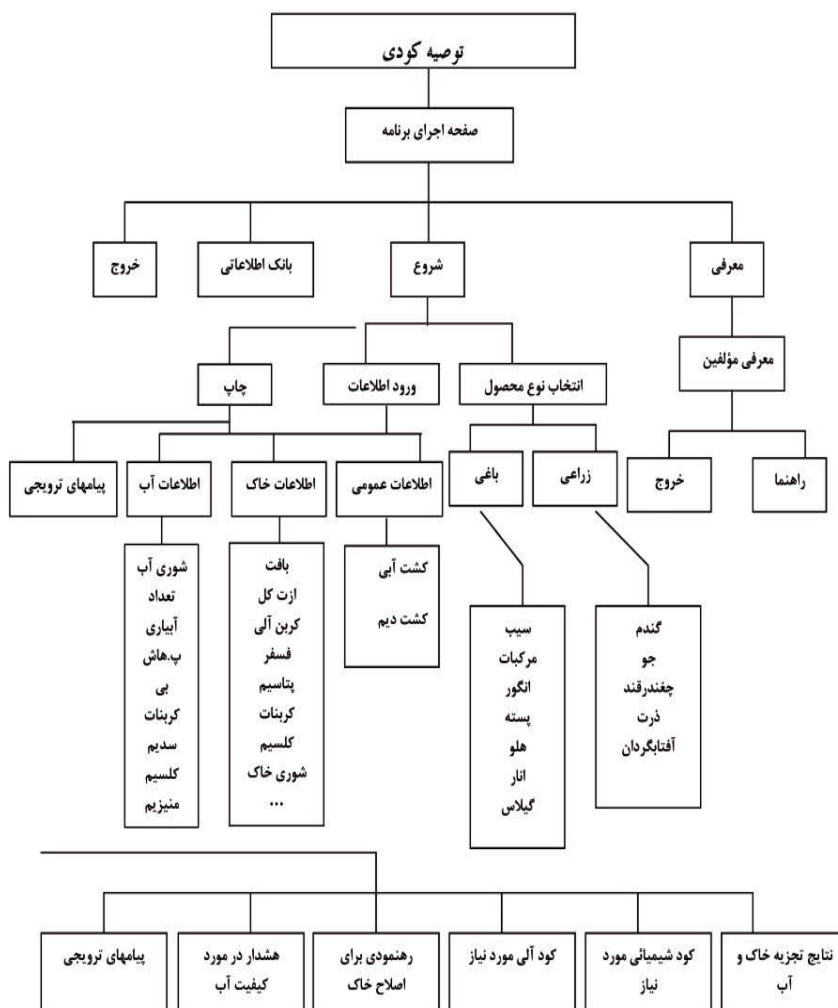 توصیه کودی
صفحه اجرای برنامه
معرفی
شروع
بانک اطلاعاتی
خروج
معرفی مؤلفین
راهنما
خروج
انتخاب نوع محصول
ورود اطلاعات
چاپ
زراعی
باغی
اطلاعات عمومی
اطلاعات خاک
اطلاعات آب
پیامهای ترویجی
گندم
جو
چغندرقند
ذرت
آفتابگردان
سیب
مرکبات
انگور
پسته
هلو
انار
گیلاس
کشت آبی
کشت دیم
بافت
ازت کل
کربن آلی
فسفر
پتاسیم
کربنات
کلسیم
شوری خاک
...
شوری آب
تعداد
آبیاری
پ.هاش
بی
کربنات
سدیم
کلسیم
منیزیم
نتایج تجزیه خاک و
آب
کود شیمیائی مورد
نیاز
کود آلی مورد نیاز
رهنمودی برای
اصلاح خاک
هشدار در مورد
کیفیت آب
پیامهای ترویجی